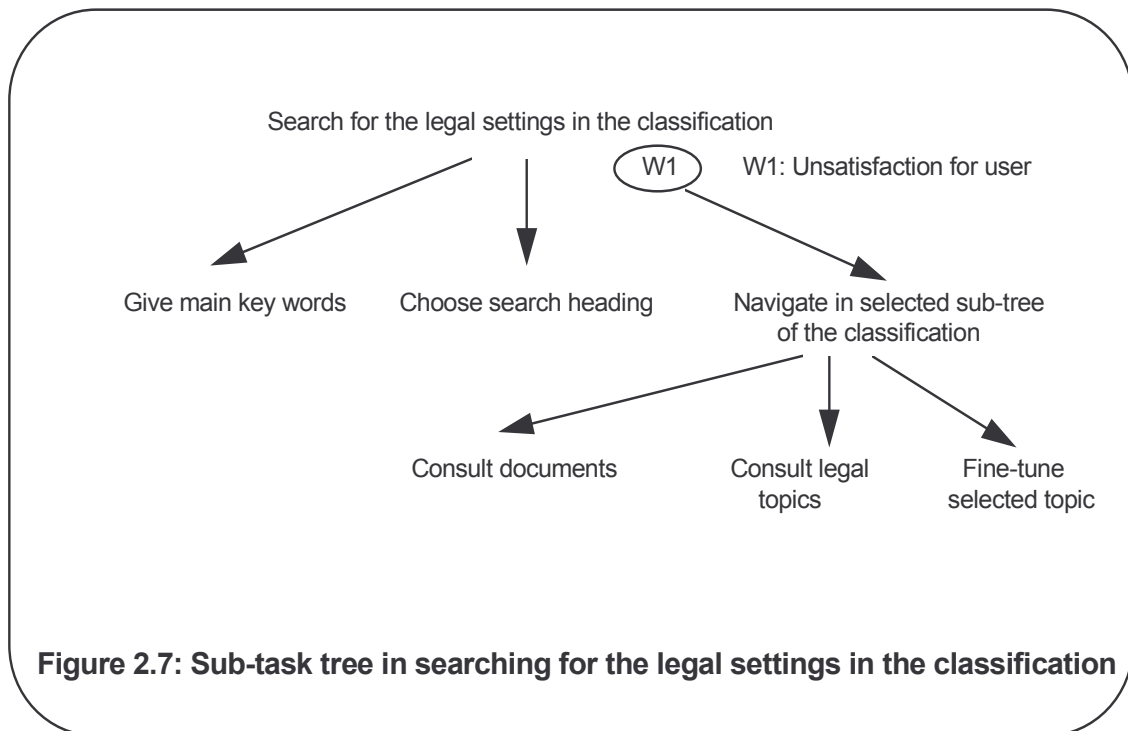 Search for the legal settings in the classification
W1
W1: Unsatisfaction for user
Give main key words
Choose search heading
Navigate in selected sub-tree
of the classification
Consult documents
Consult legal
topics
Fine-tune
selected topic
Figure 2.7: Sub-task tree in searching for the legal settings in the classification